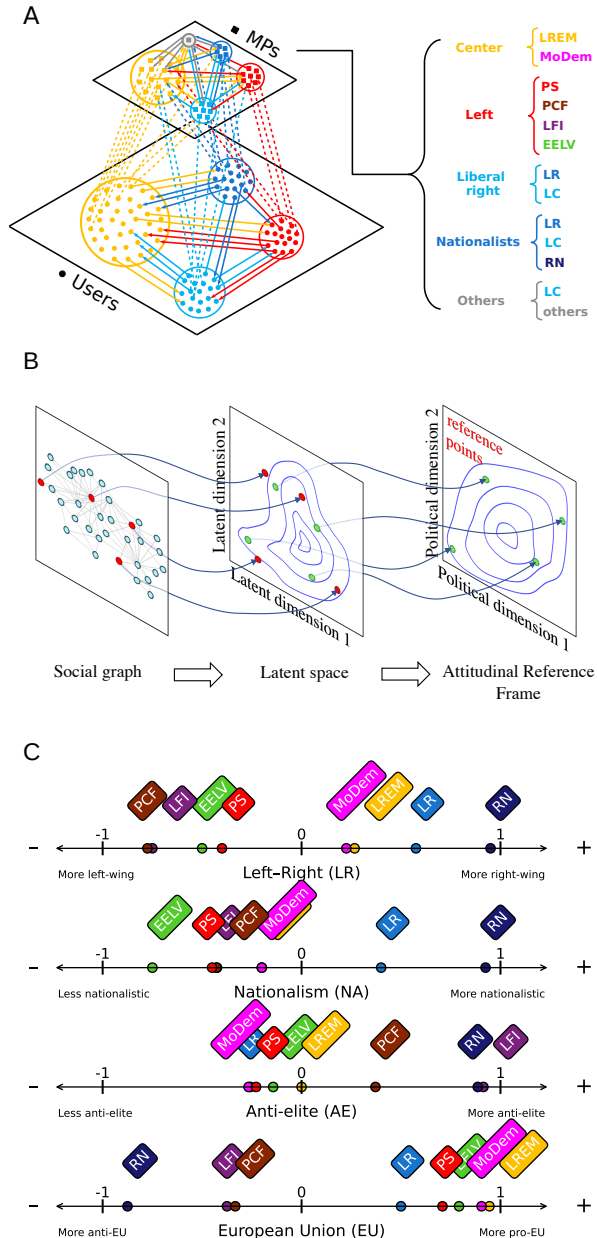 A
MPs
Users
Center
LREM
MoDem
Left
PS
PCF
LFI
EELV
Liberal
right
LR
LC
Nationalists
LR
LC
RN
Others
LC
others
B
Latent dimension 2
Latent dimension 1
Political dimension 2
Political dimension 1
reference
points
Social graph
Latent space
Attitudinal Reference
Frame
C
PCF
LFI
EELV
PS
MoDem
LREM
LR
RN
-1
0
1
–
+
More left-wing
Left–Right (LR)
More right-wing
EELV
PS
LFI
PCF
MoDem
LR
RN
-1
0
1
–
+
Less nationalistic
Nationalism (NA)
More nationalistic
MoDem
LR
PS
EELV
LREM
PCF
RN
LFI
-1
0
1
–
+
Less anti-elite
Anti-elite (AE)
More anti-elite
RN
LFI
PCF
LR
PS
EELV
MoDem
LREM
-1
0
1
–
+
More anti-EU
European Union (EU)
More pro-EU